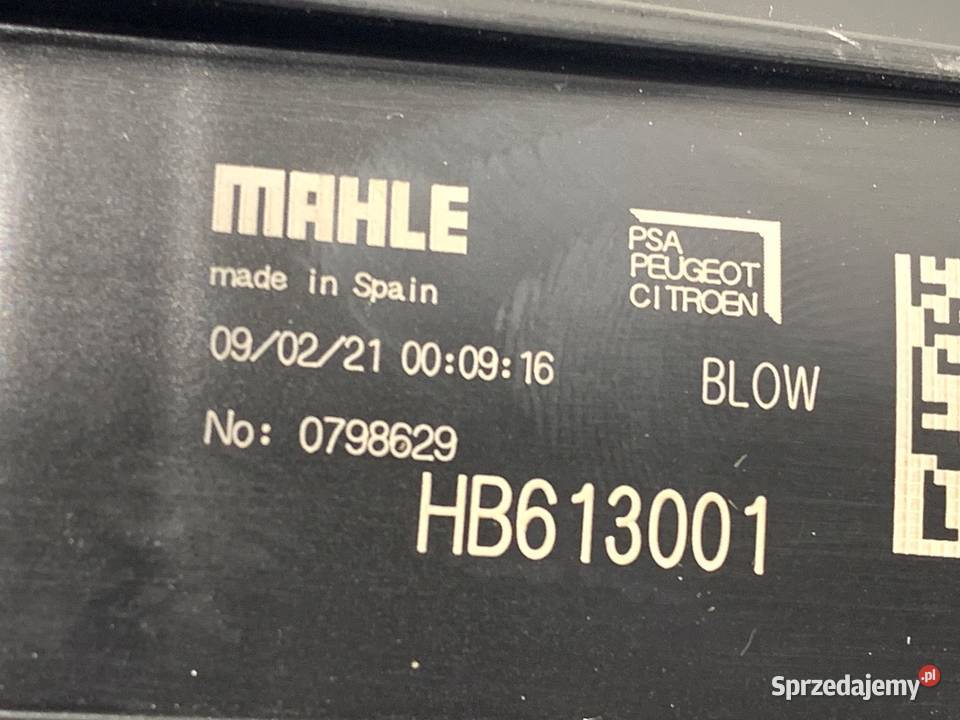 MAHLE
made in Spain
PSA
PEUGEOT
CITROEN
09/02/21 00:09:16
BLOW
No: 0798629
HB613001
Sprzedajemy.pl